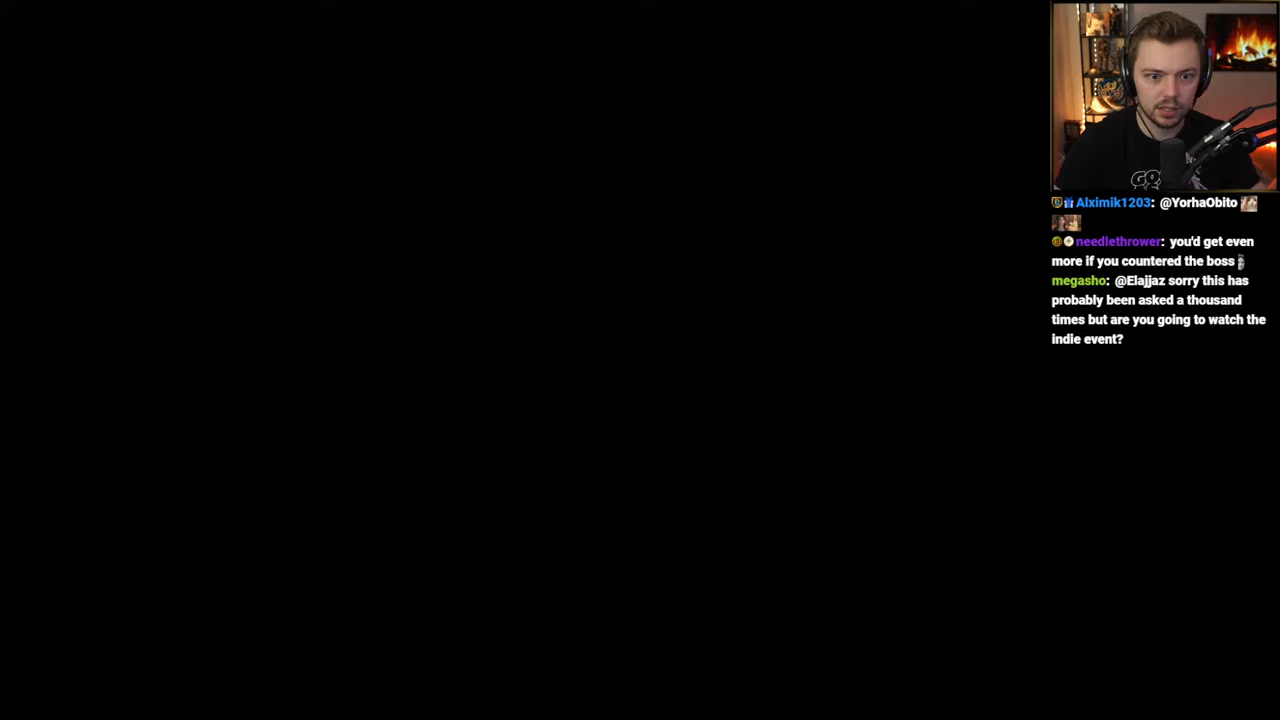 Alximik1203: @YorhaObito
needlethrower: you'd get even
more if you countered the boss
megasho: @Elajjaz sorry this has
probably been asked a thousand
times but are you going to watch the
indie event?